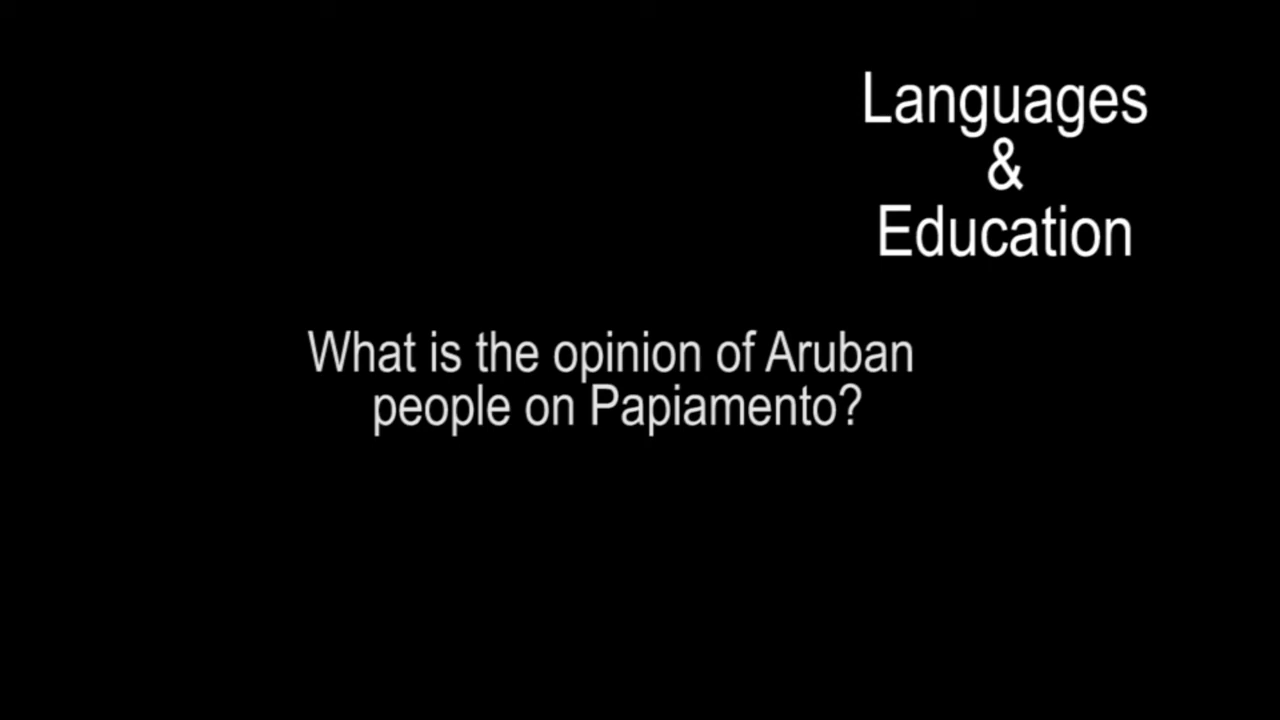 Languages
&
Education
What is the opinion of Aruban
people on Papiamento?